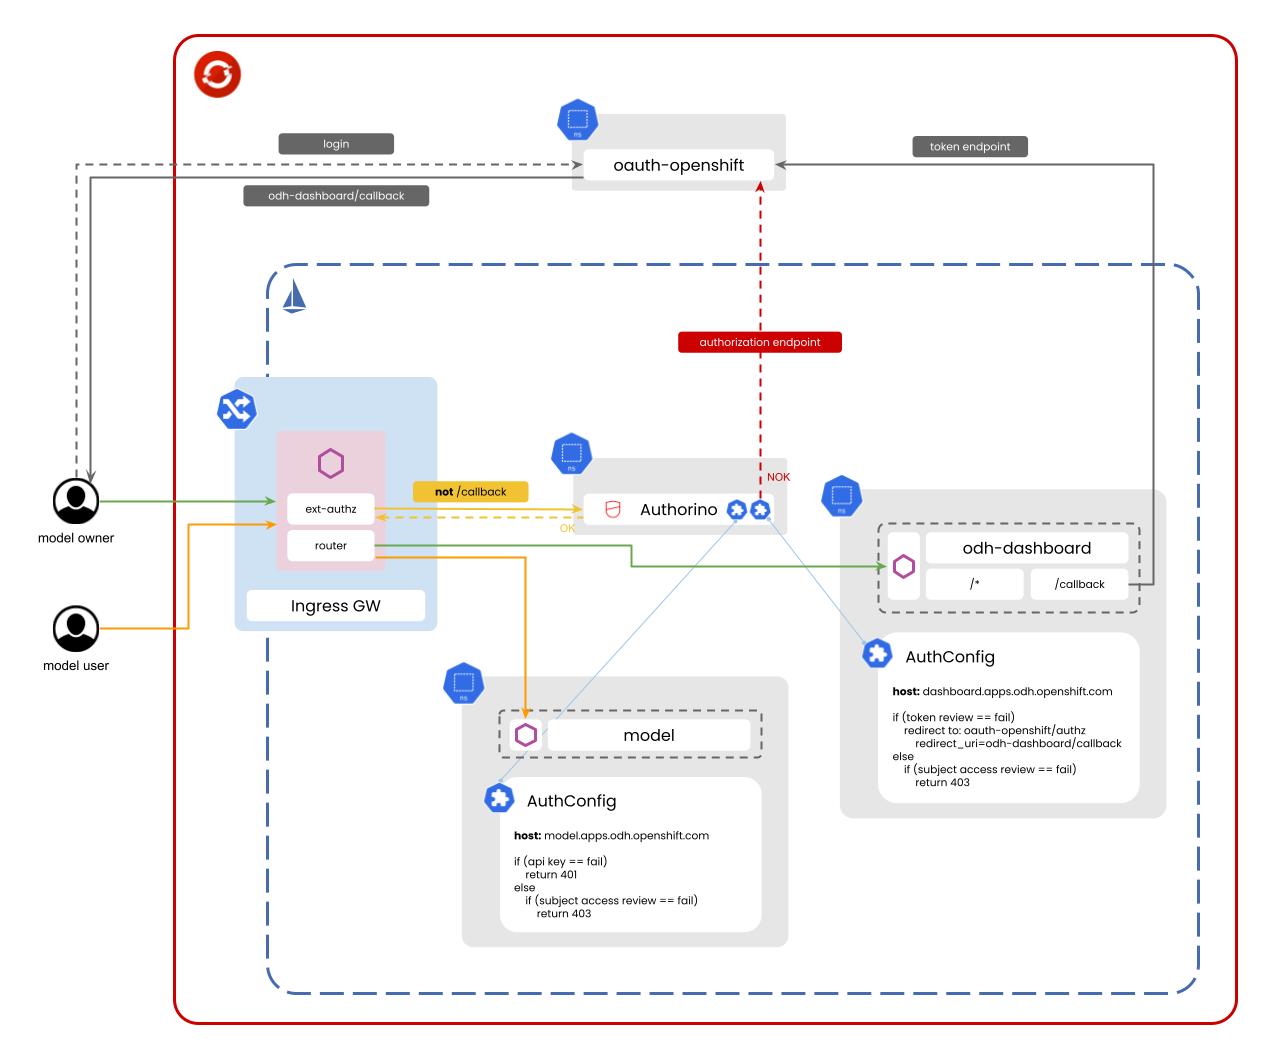 ns
login
token endpoint
oauth-openshift
odh-dashboard/callback
authorization endpoint
ns
NOK
not /callback
ext-authz
Authorino
OK
router
Ingress GW
model owner
model user
ns
odh-dashboard
/*
/callback
AuthConfig
host: dashboard.apps.odh.openshift.com
if (token review == fail)
redirect to: oauth-openshift/authz
redirect_uri=odh-dashboard/callback
else
if (subject access review == fail)
return 403
ns
model
AuthConfig
host: model.apps.odh.openshift.com
if (api key == fail)
return 401
else
if (subject access review == fail)
return 403